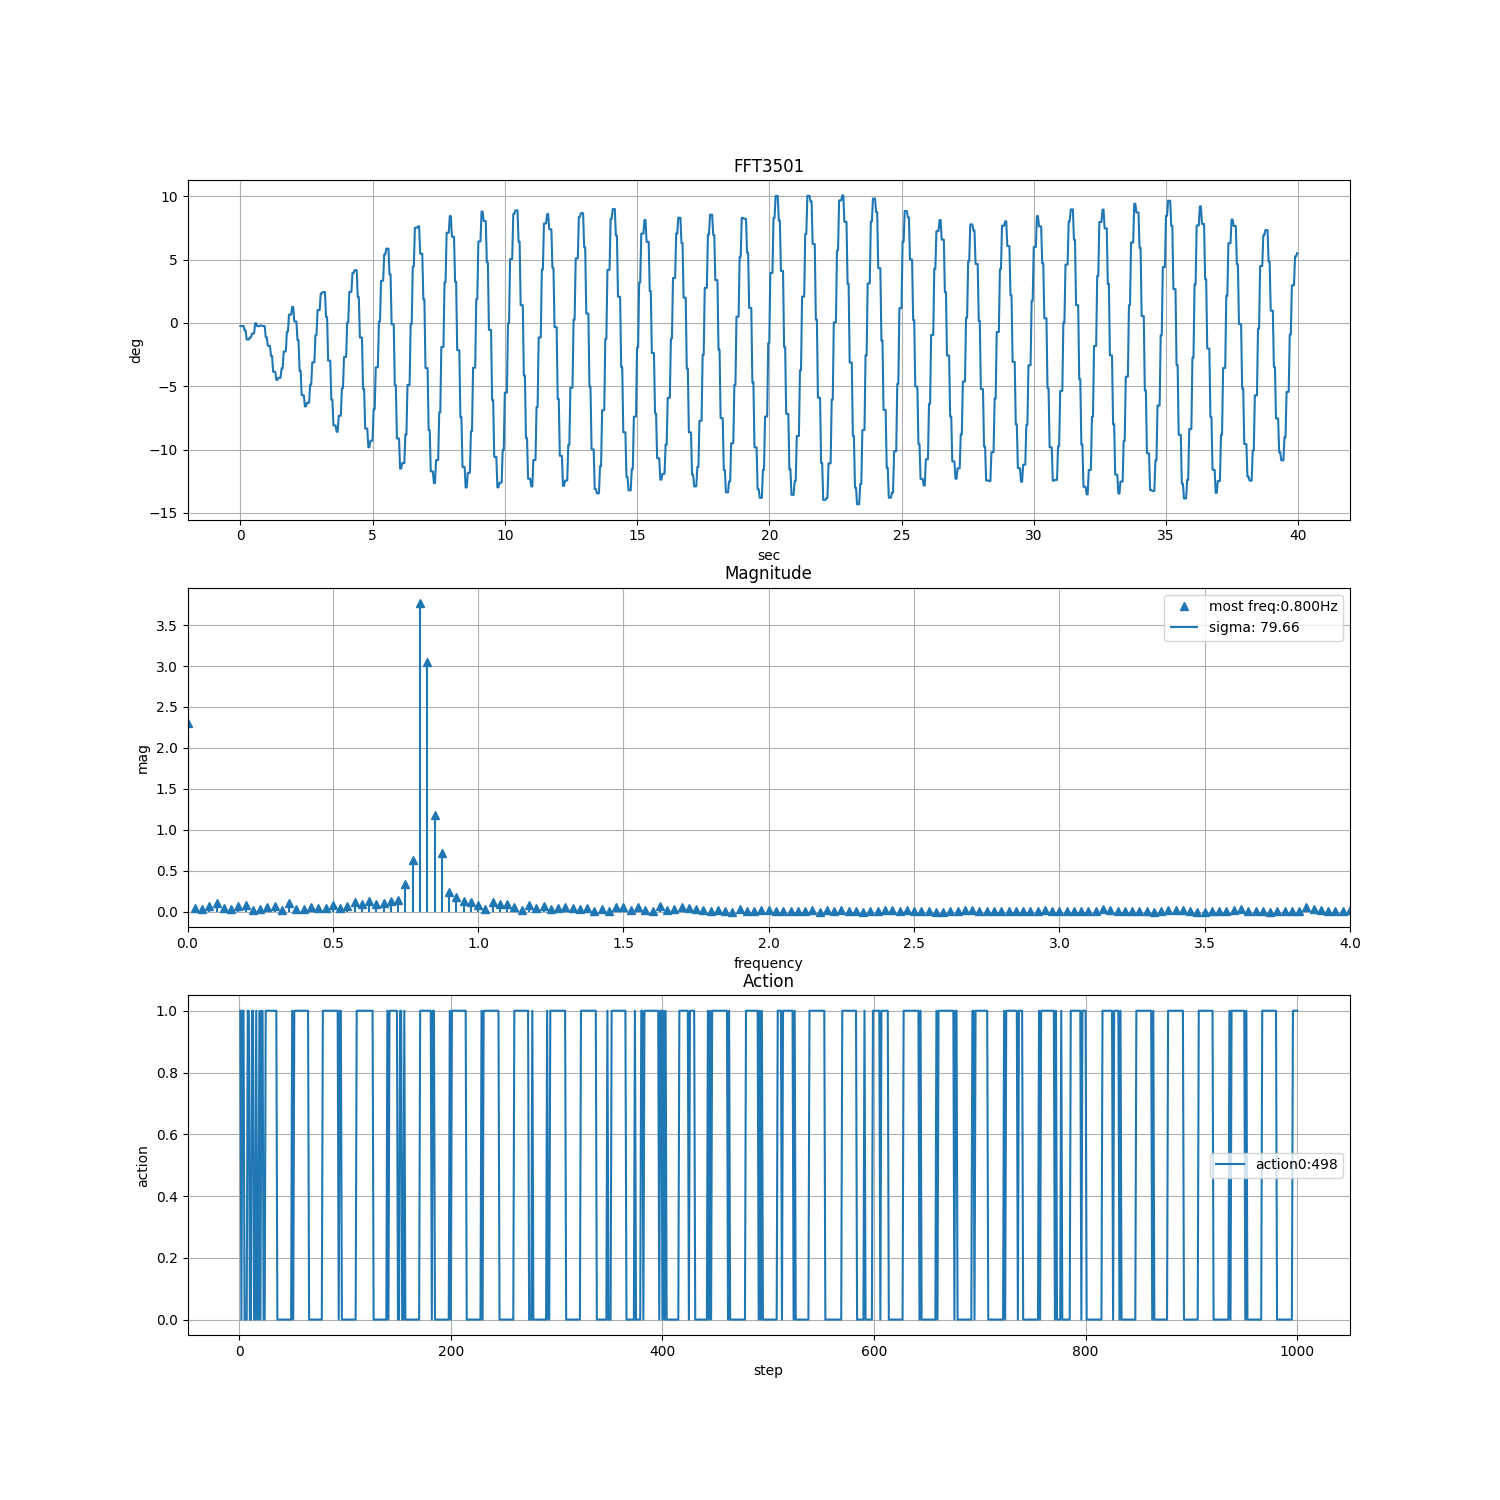 FFT3501
10
5
0
−5
−10
−15
deg
0 5 10 15 20 25 30 35 40
sec
Magnitude
most freq:0.800Hz
sigma: 79.66
3.5
3.0
2.5
2.0
1.5
1.0
0.5
0.0
mag
0.0 0.5 1.0 1.5 2.0 2.5 3.0 3.5 4.0
frequency
Action
1.0
0.8
0.6
0.4
0.2
0.0
action
action0:498
0 200 400 600 800 1000
step